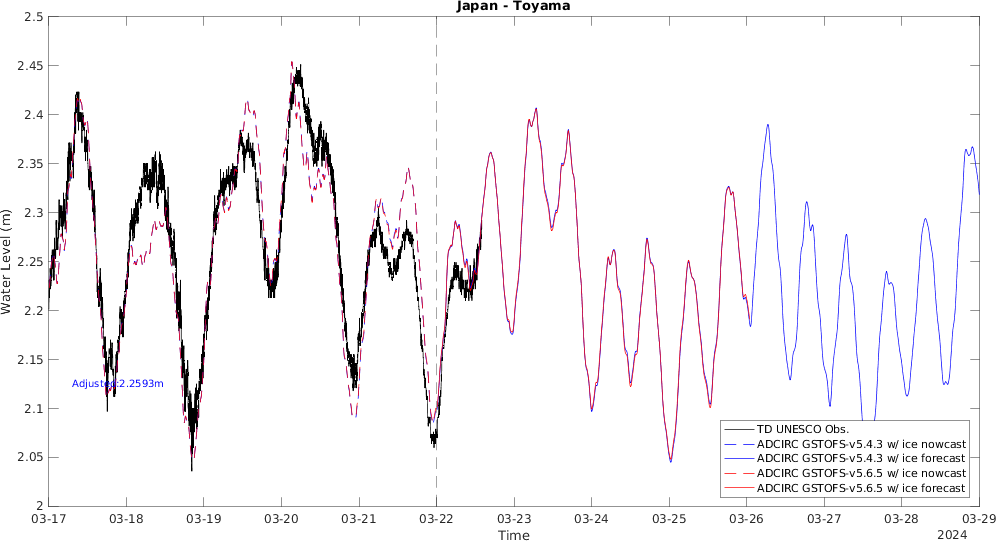 Japan - Toyama
2.5
2.45
2.4
2.35
2.3
2.25
2.2
2.15
2.1
2.05
2
Water Level (m)
Adjusted:2.2593m
TD UNESCO Obs.
ADCIRC GSTOFS-v5.4.3 w/ ice nowcast
ADCIRC GSTOFS-v5.4.3 w/ ice forecast
ADCIRC GSTOFS-v5.6.5 w/ ice nowcast
ADCIRC GSTOFS-v5.6.5 w/ ice forecast
03-17 03-18 03-19 03-20 03-21 03-22 03-23 03-24 03-25 03-26 03-27 03-28 03-29
Time
2024